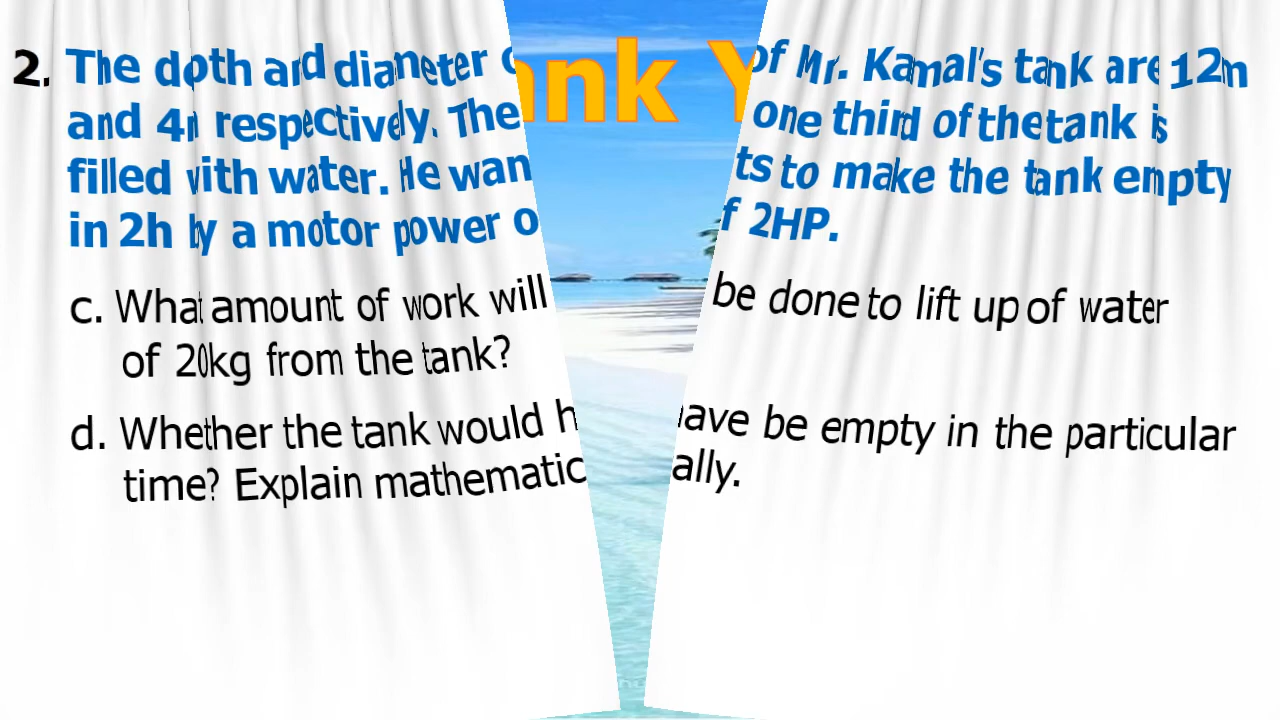 2. The depth and diameter of Mr. Kamal's tank are 12m
and 4m respectively. The one third of the tank is
filled with water. He wants to make the tank empty
in 2h by a motor power of 2HP.
c. What amount of work will be done to lift up of water
of 20kg from the tank?
d. Whether the tank would have be empty in the particular
time? Explain mathematically.
ank Y